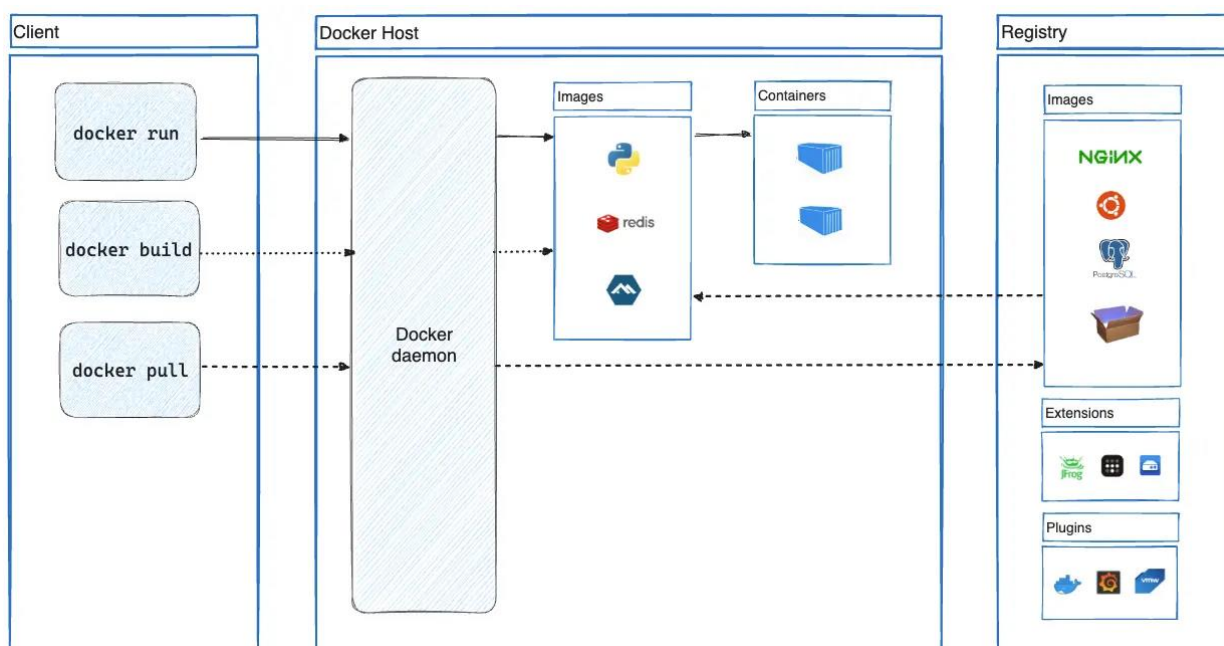 Client
docker run
docker build
docker pull
Docker Host
Docker
daemon
Images
redis
Containers
Registry
Images
NGiNX
PostgreSQL
Extensions
JFrog
Plugins
vmw